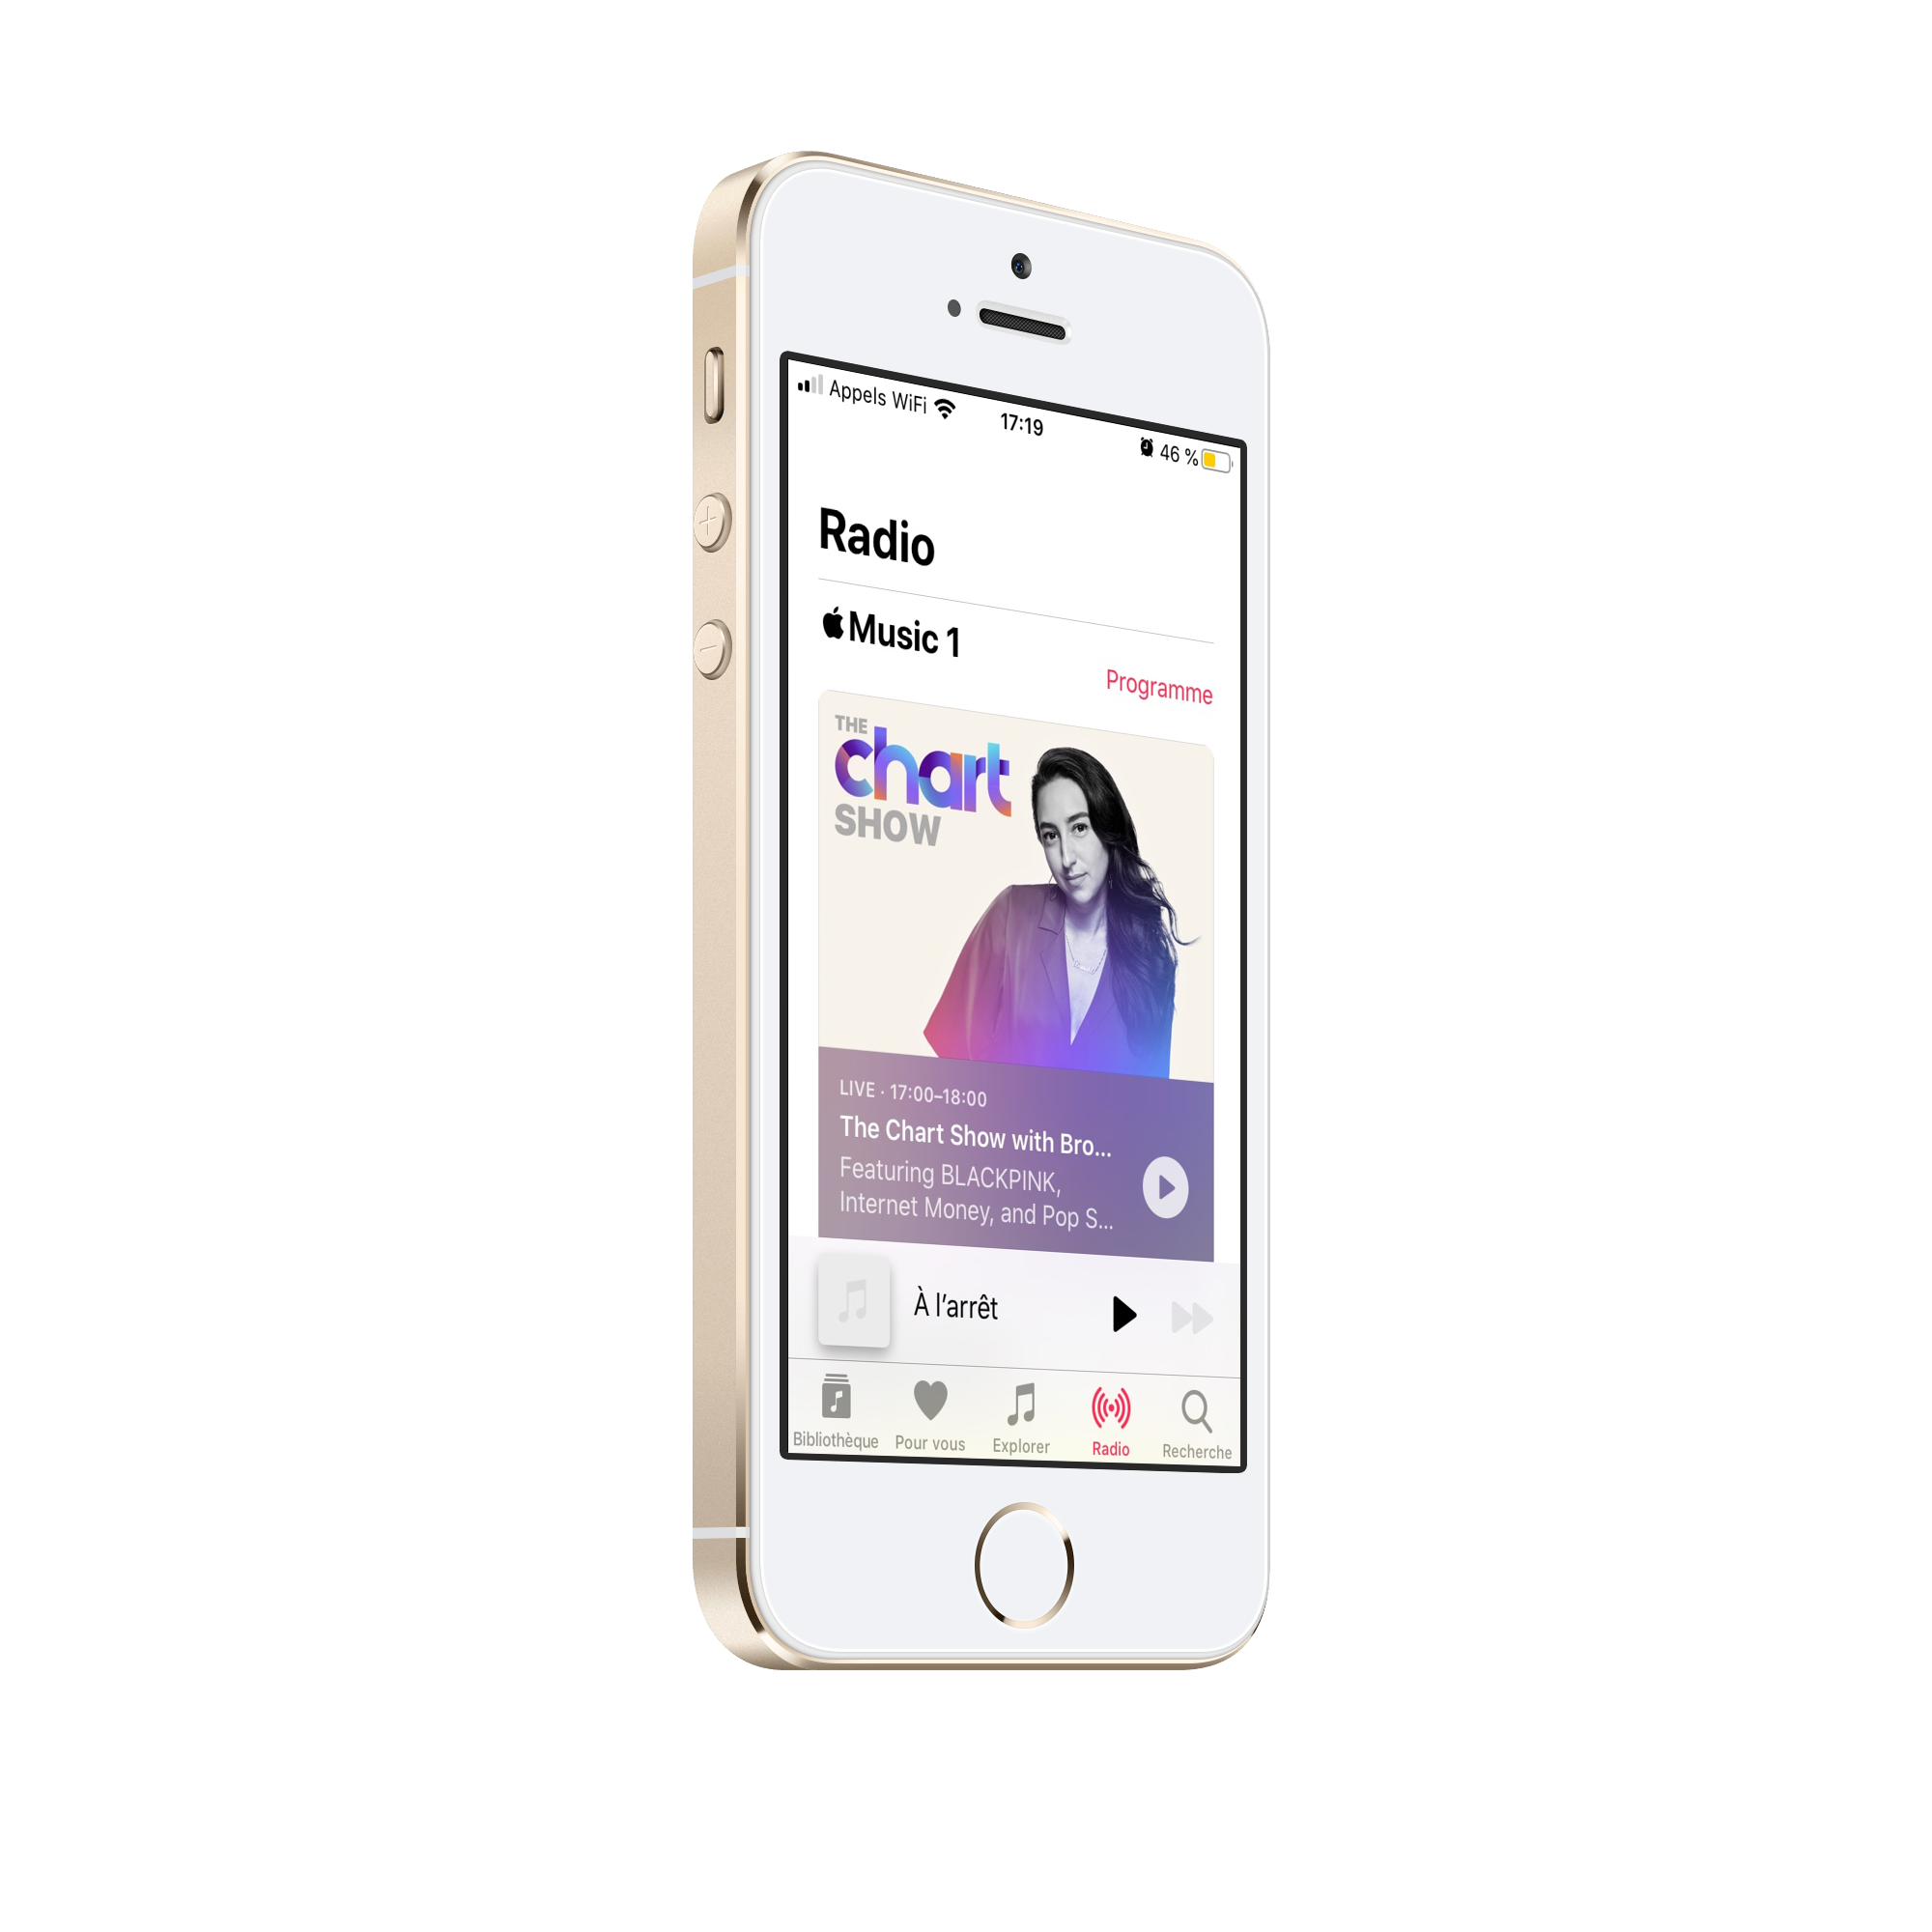 Appels WiFi 17:19 46 %
Radio
Music 1
Programme
THE
chart
SHOW
LIVE · 17:00–18:00
The Chart Show with Bro...
Featuring BLACKPINK,
Internet Money, and Pop S...
À l’arrêt
Bibliothèque Pour vous Explorer Radio Recherche